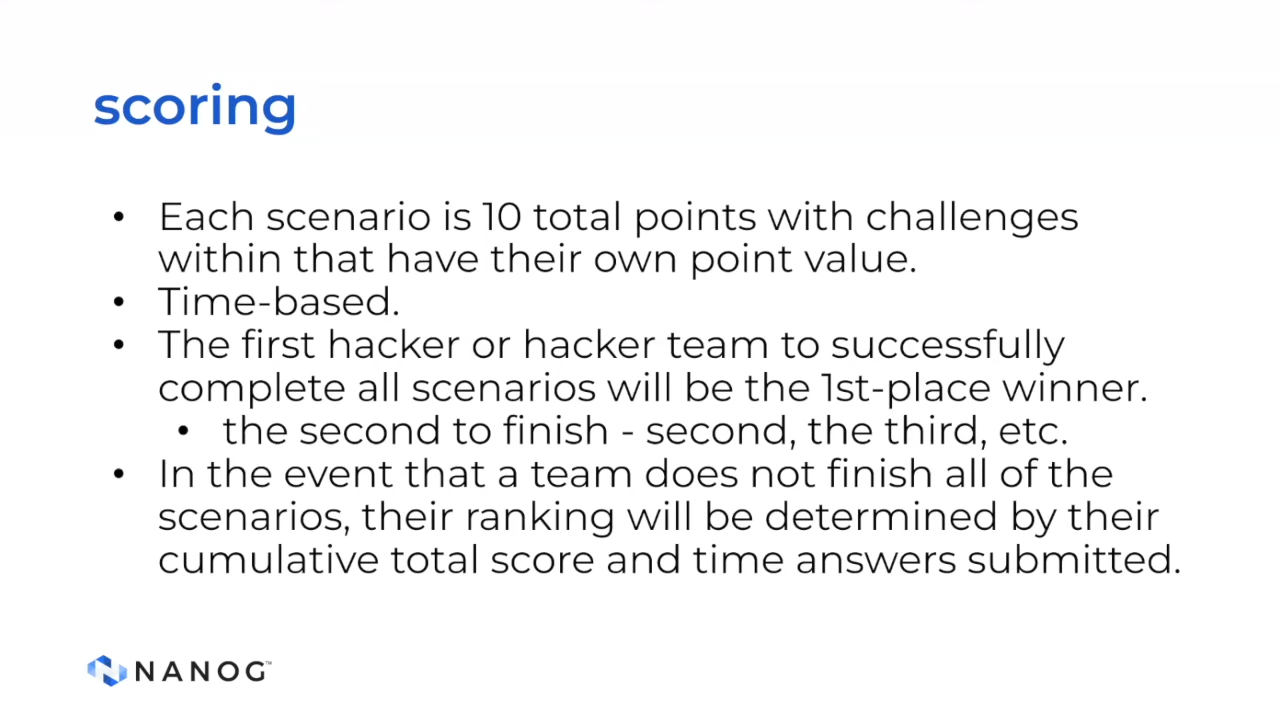 scoring
• Each scenario is 10 total points with challenges
within that have their own point value.
• Time-based.
• The first hacker or hacker team to successfully
complete all scenarios will be the 1st-place winner.
• the second to finish - second, the third, etc.
• In the event that a team does not finish all of the
scenarios, their ranking will be determined by their
cumulative total score and time answers submitted.
NANOG™